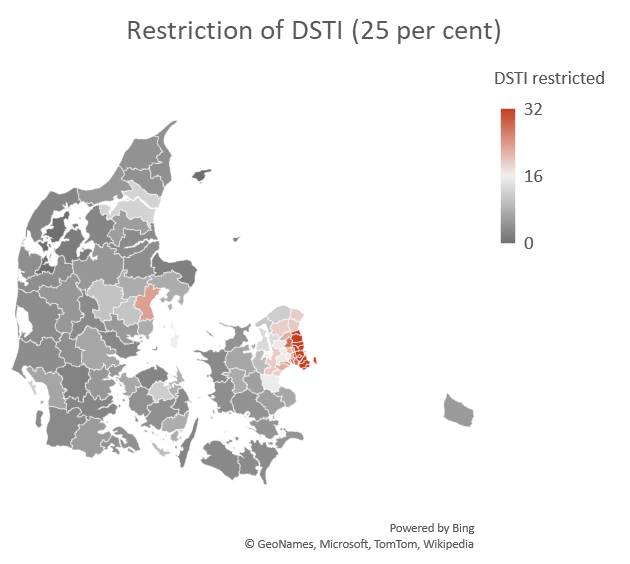 Restriction of DSTI (25 per cent)
DSTI restricted
32
16
0
Powered by Bing
© GeoNames, Microsoft, TomTom, Wikipedia